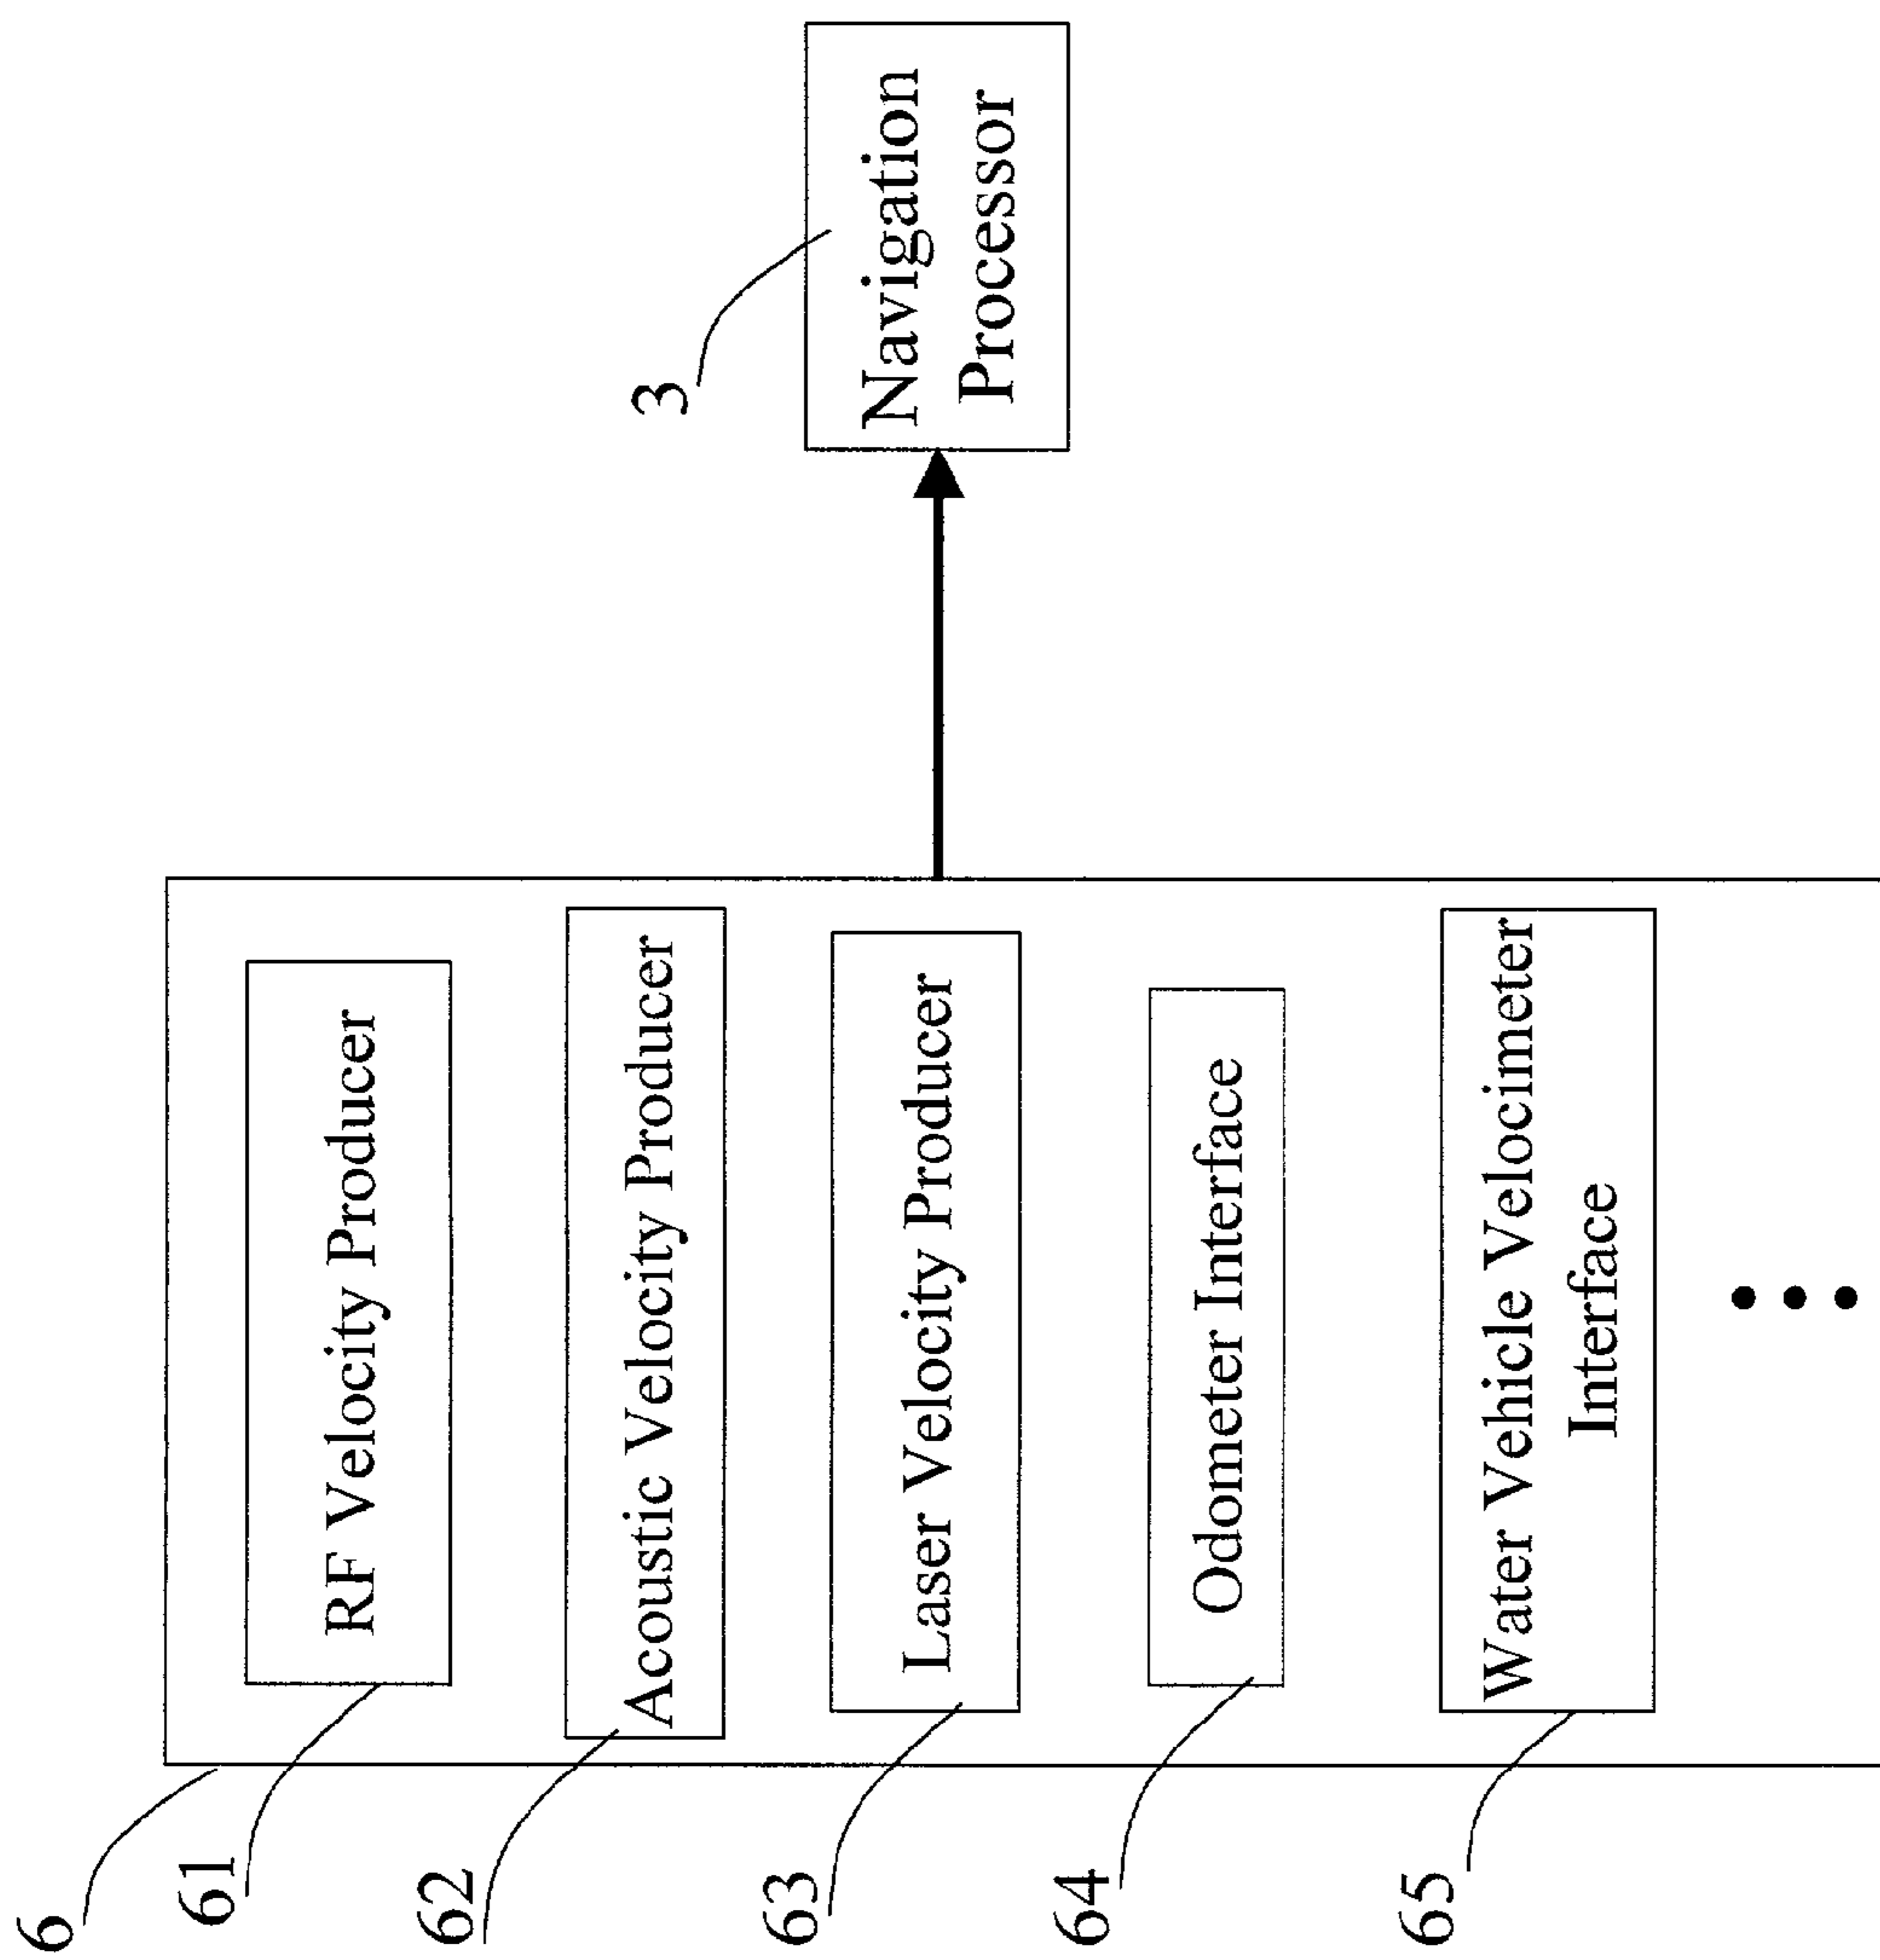 6
61
RF Velocity Producer
62
Acoustic Velocity Producer
63
Laser Velocity Producer
64
Odometer Interface
65
Water Vehicle Velocimeter
Interface
3
Navigation
Processor